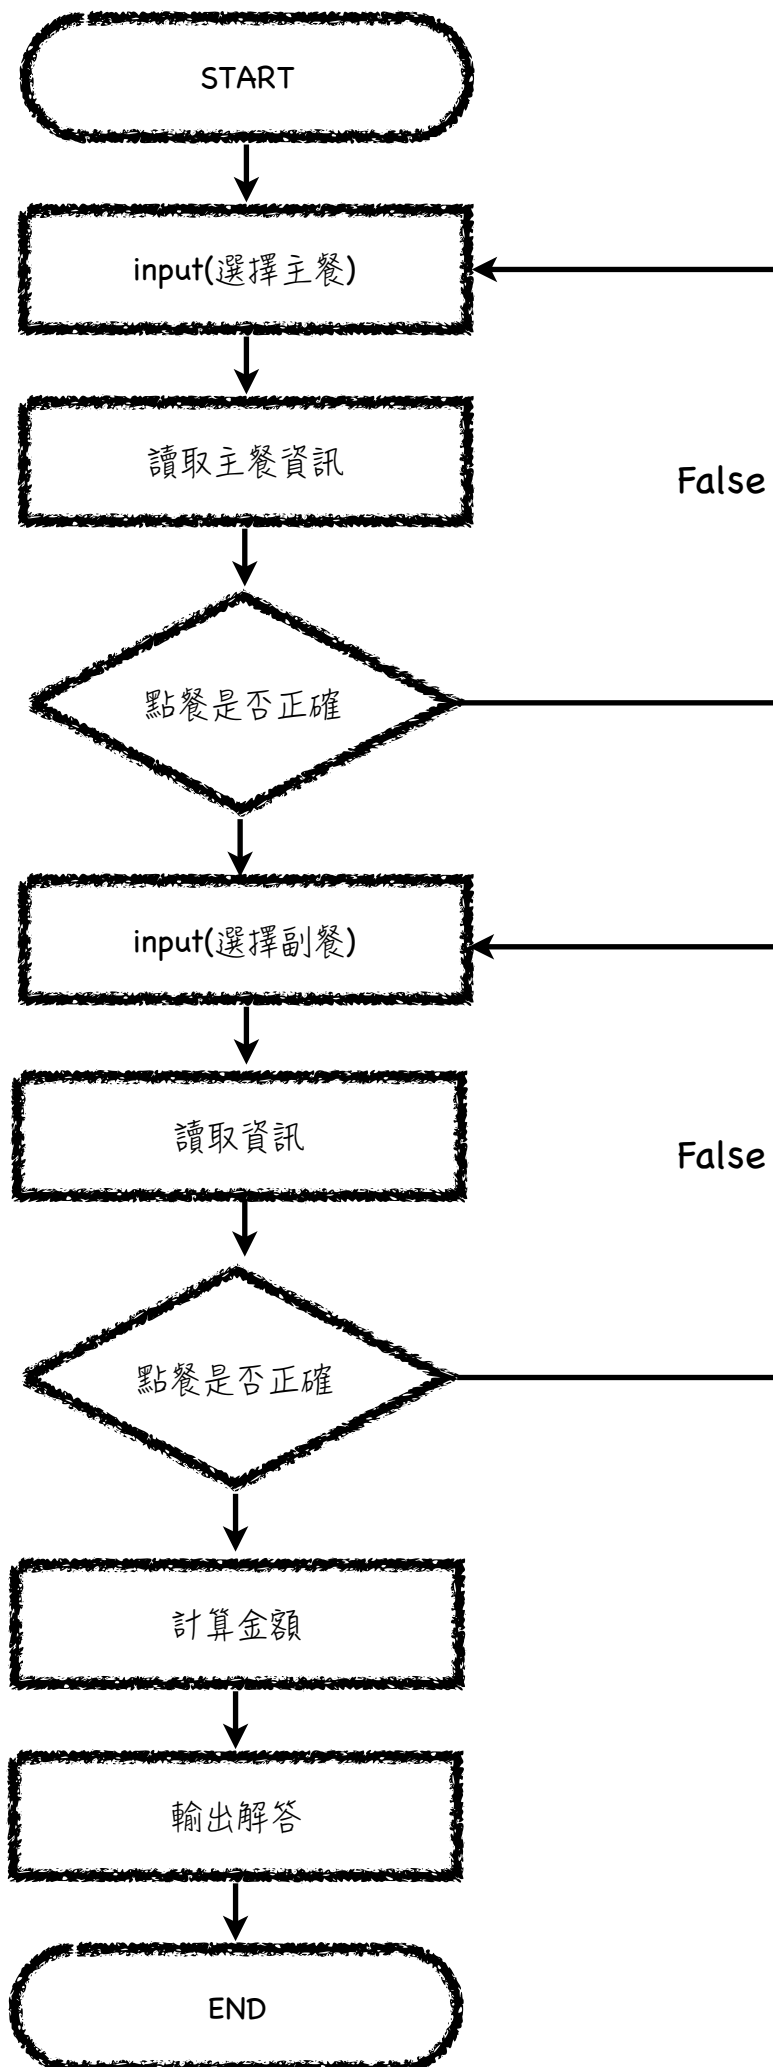 START
input(選擇主餐)
讀取主餐資訊
False
點餐是否正確
input(選擇副餐)
讀取資訊
False
點餐是否正確
計算金額
輸出解答
END